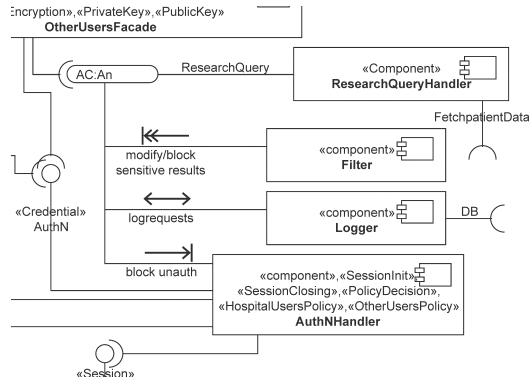 Encryption»,«PrivateKey»,«PublicKey»
OtherUsersFacade
AC:An
ResearchQuery
«Component»
ResearchQueryHandler
FetchpatientData
modify/block
sensitive results
«component»
Filter
«Credential»
AuthN
logrequests
«component»
Logger
DB
block unauth
«component»,«SessionInit»,
«SessionClosing»,«PolicyDecision»,
«HospitalUsersPolicy»,«OtherUsersPolicy»
AuthNHandler
«Session»